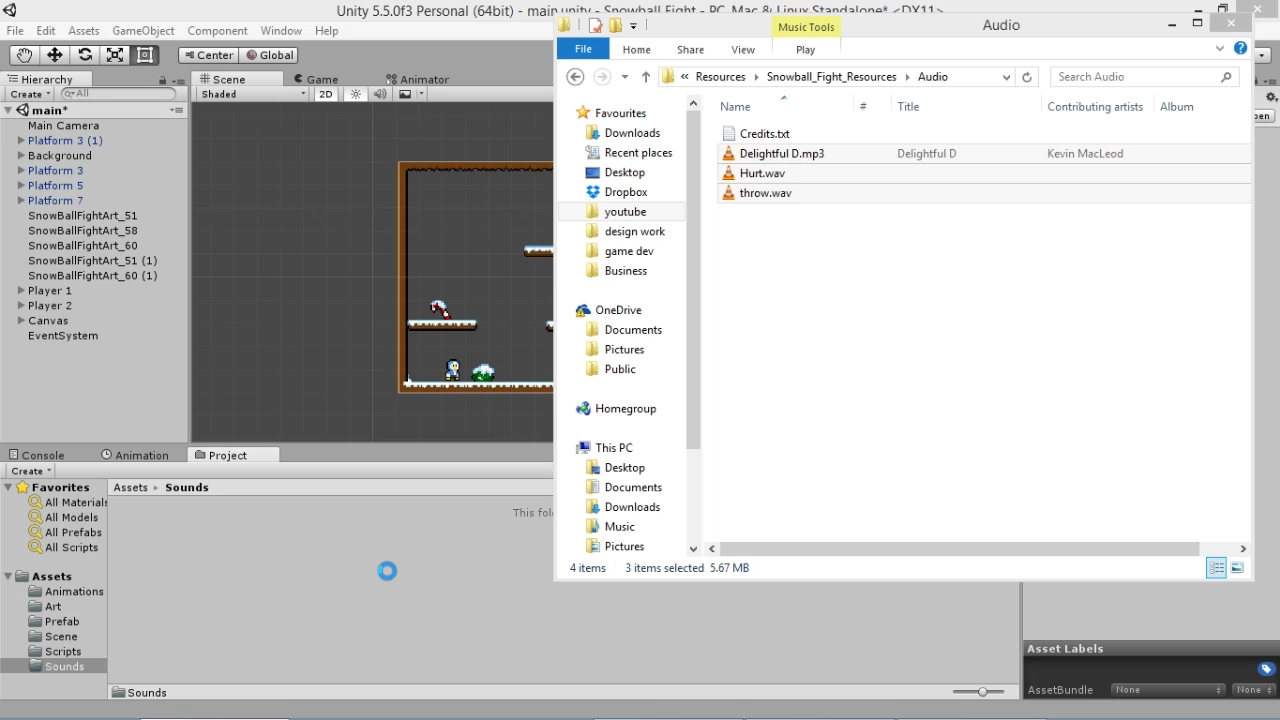 Unity 5.5.0f3 Personal (64bit) - main.unity - Snowball Fight - PC, Mac & Linux Standalone* <DX11>
File Edit Assets GameObject Component Window Help
Center Global
Hierarchy
Create All
main*
Main Camera
Platform 3 (1)
Background
Platform 3
Platform 5
Platform 7
SnowBallFightArt_51
SnowBallFightArt_58
SnowBallFightArt_60
SnowBallFightArt_51 (1)
SnowBallFightArt_60 (1)
Player 1
Player 2
Canvas
EventSystem
Scene Game Animator
Shaded 2D
Console Animation Project
Create
Favorites
All Materials
All Models
All Prefabs
All Scripts
Assets
Animations
Art
Prefab
Scene
Scripts
Sounds
Assets Sounds
This fol
Sounds
Music Tools
Audio
File Home Share View Play
« Resources Snowball_Fight_Resources Audio
Search Audio
Favourites
Downloads
Recent places
Desktop
Dropbox
youtube
design work
game dev
Business
OneDrive
Documents
Pictures
Public
Homegroup
This PC
Desktop
Documents
Downloads
Music
Pictures
Name # Title Contributing artists Album
Credits.txt
Delightful D.mp3 Delightful D Kevin MacLeod
Hurt.wav
throw.wav
4 items 3 items selected 5.67 MB
pen
Asset Labels
AssetBundle None None